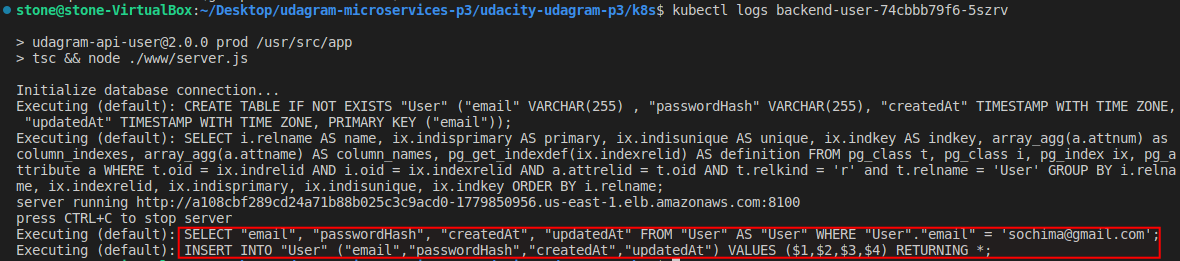 stone@stone-VirtualBox:~/Desktop/udagram-microservices-p3/udacity-udagram-p3/k8s$ kubectl logs backend-user-74cbbb79f6-5szrv
> udagram-api-user@2.0.0 prod /usr/src/app
> tsc && node ./www/server.js
Initialize database connection...
Executing (default): CREATE TABLE IF NOT EXISTS "User" ("email" VARCHAR(255) , "passwordHash" VARCHAR(255), "createdAt" TIMESTAMP WITH TIME ZONE,
"updatedAt" TIMESTAMP WITH TIME ZONE, PRIMARY KEY ("email"));
Executing (default): SELECT i.relname AS name, ix.indisprimary AS primary, ix.indisunique AS unique, ix.indkey AS indkey, array_agg(a.attnum) as
column_indexes, array_agg(a.attname) AS column_names, pg_get_indexdef(ix.indexrelid) AS definition FROM pg_class t, pg_class i, pg_index ix, pg_a
ttribute a WHERE t.oid = ix.indrelid AND i.oid = ix.indexrelid AND a.attrelid = t.oid AND t.relkind = 'r' and t.relname = 'User' GROUP BY i.relna
me, ix.indexrelid, ix.indisprimary, ix.indisunique, ix.indkey ORDER BY i.relname;
server running http://a108cbf289cd24a71b88b025c3c9acd0-1779850956.us-east-1.elb.amazonaws.com:8100
press CTRL+C to stop server
Executing (default): SELECT "email", "passwordHash", "createdAt", "updatedAt" FROM "User" AS "User" WHERE "User"."email" = 'sochima@gmail.com';
Executing (default): INSERT INTO "User" ("email","passwordHash","createdAt","updatedAt") VALUES ($1,$2,$3,$4) RETURNING *;